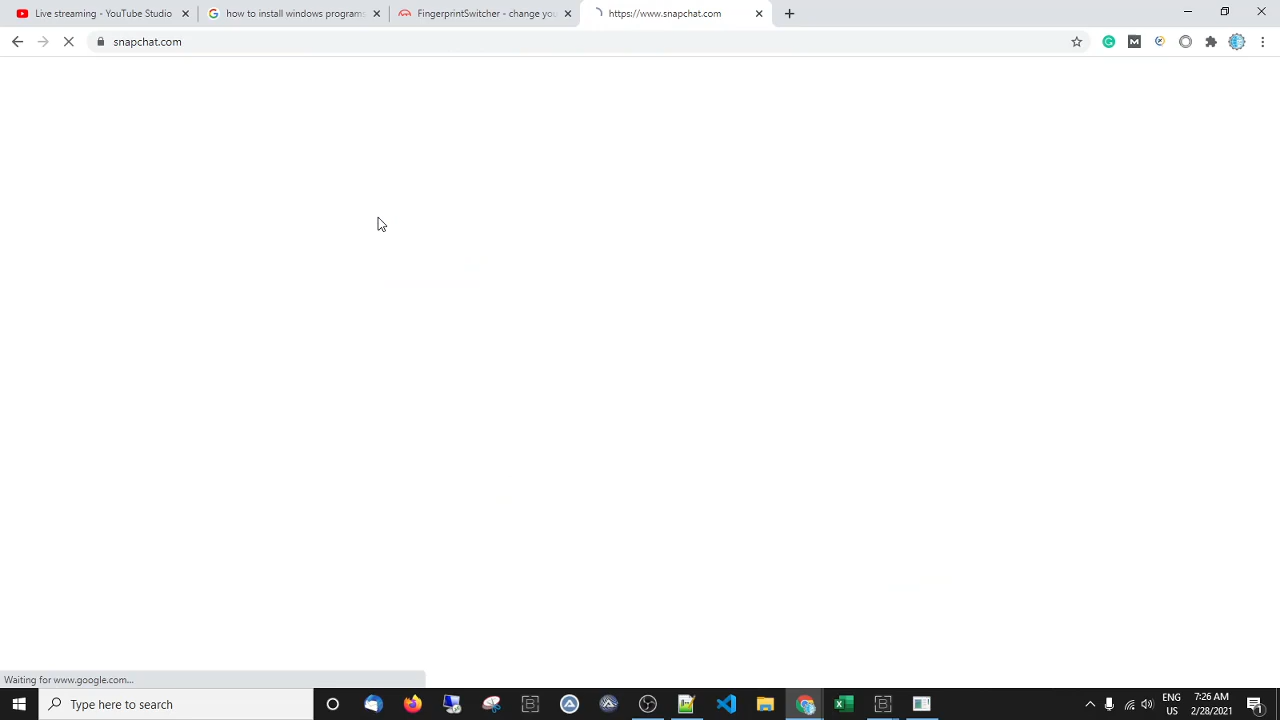 Live streaming - YouTube Studio
how to install windows programs
FingerprintSwitcher - change you
https://www.snapchat.com
snapchat.com
Waiting for www.google.com...
Type here to search
ENG
US
7:26 AM
2/28/2021